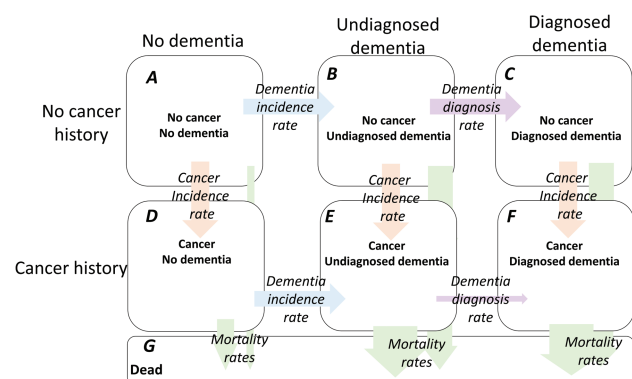 No dementia
Undiagnosed
dementia
Diagnosed
dementia
No cancer
history
A
No cancer
No dementia
Dementia
incidence
rate
B
No cancer
Undiagnosed dementia
Dementia
diagnosis
rate
C
No cancer
Diagnosed dementia
Cancer
Incidence
rate
Cancer
Incidence
rate
Cancer
Incidence
rate
Cancer history
D
Cancer
No dementia
Dementia
incidence
rate
E
Cancer
Undiagnosed dementia
Dementia
diagnosis
rate
F
Cancer
Diagnosed dementia
G
Dead
Mortality
rates
Mortality
rates
Mortality
rates